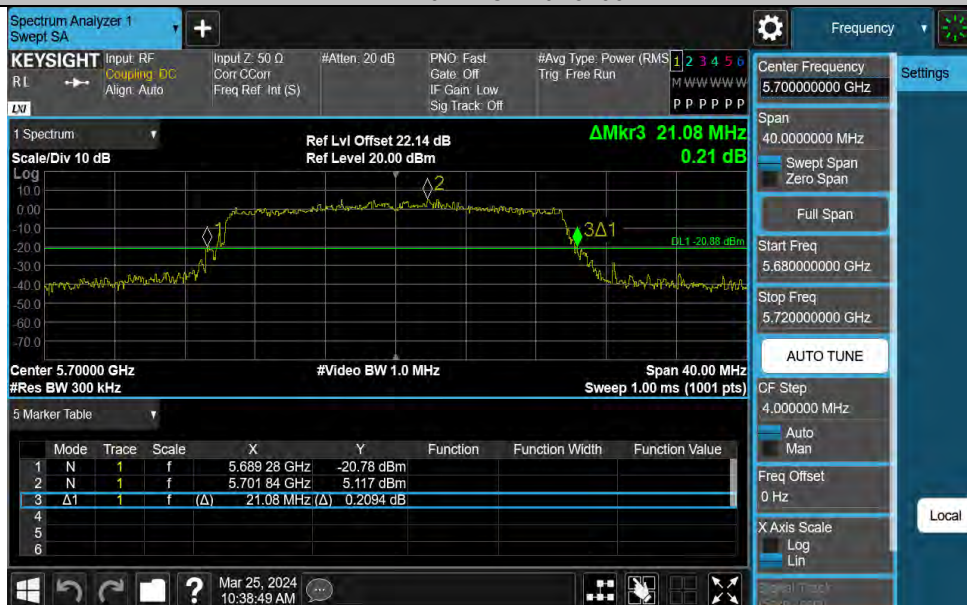 Spectrum Analyzer 1
Swept SA
+
Frequency
KEYSIGHT
RL
LXI
Input: RF
Coupling: DC
Align: Auto
Input Z: 50 Ω
Corr CCorr
Freq Ref: Int (S)
#Atten: 20 dB
PNO: Fast
Gate: Off
IF Gain: Low
Sig Track: Off
#Avg Type: Power (RMS
Trig: Free Run
1 2 3 4 5 6
M W W W W W
P P P P P P
Center Frequency
5.700000000 GHz
Settings
1 Spectrum
Scale/Div 10 dB
Ref Lvl Offset 22.14 dB
Ref Level 20.00 dBm
ΔMkr3 21.08 MHz
0.21 dB
Span
40.0000000 MHz
Swept Span
Zero Span
Log
10.0
0.00
-10.0
-20.0
-30.0
-40.0
-50.0
-60.0
-70.0
1
2
3Δ1
DL1 -20.88 dBm
Full Span
Start Freq
5.680000000 GHz
Stop Freq
5.720000000 GHz
AUTO TUNE
Center 5.70000 GHz
#Video BW 1.0 MHz
Span 40.00 MHz
#Res BW 300 kHz
Sweep 1.00 ms (1001 pts)
CF Step
4.000000 MHz
Auto
Man
5 Marker Table
Mode Trace Scale X Y Function Function Width Function Value
1 N 1 f 5.689 28 GHz -20.78 dBm
2 N 1 f 5.701 84 GHz 5.117 dBm
3 Δ1 1 f (Δ) 21.08 MHz (Δ) 0.2094 dB
4
5
6
Freq Offset
0 Hz
Local
X Axis Scale
Log
Lin
Signal Track
?
Mar 25, 2024
10:38:49 AM